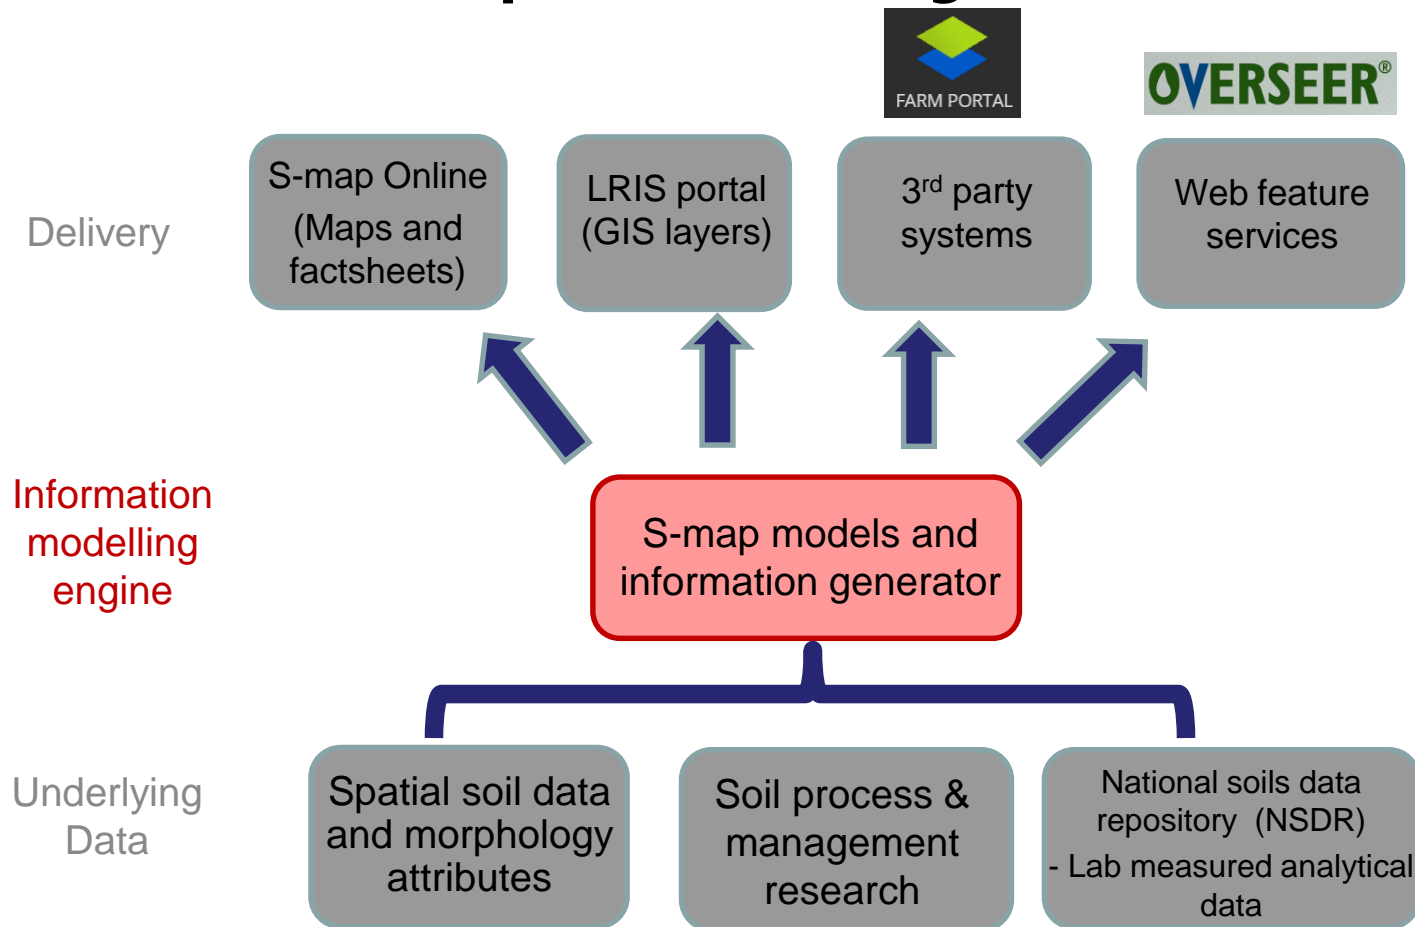 FARM PORTAL
OVERSEER®
S-map Online
(Maps and
factsheets)
LRIS portal
(GIS layers)
3rd party
systems
Web feature
services
Delivery
Information
modelling
engine
S-map models and
information generator
Underlying
Data
Spatial soil data
and morphology
attributes
Soil process &
management
research
National soils data
repository (NSDR)
- Lab measured analytical
data